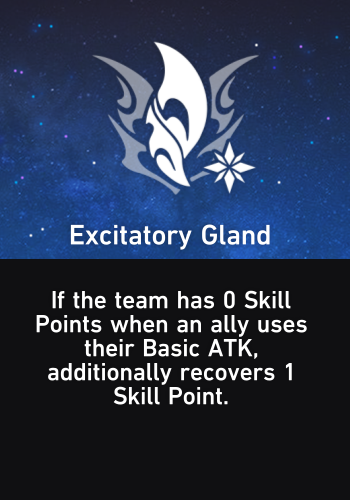 Excitatory Gland
If the team has 0 Skill
Points when an ally uses
their Basic ATK,
additionally recovers 1
Skill Point.